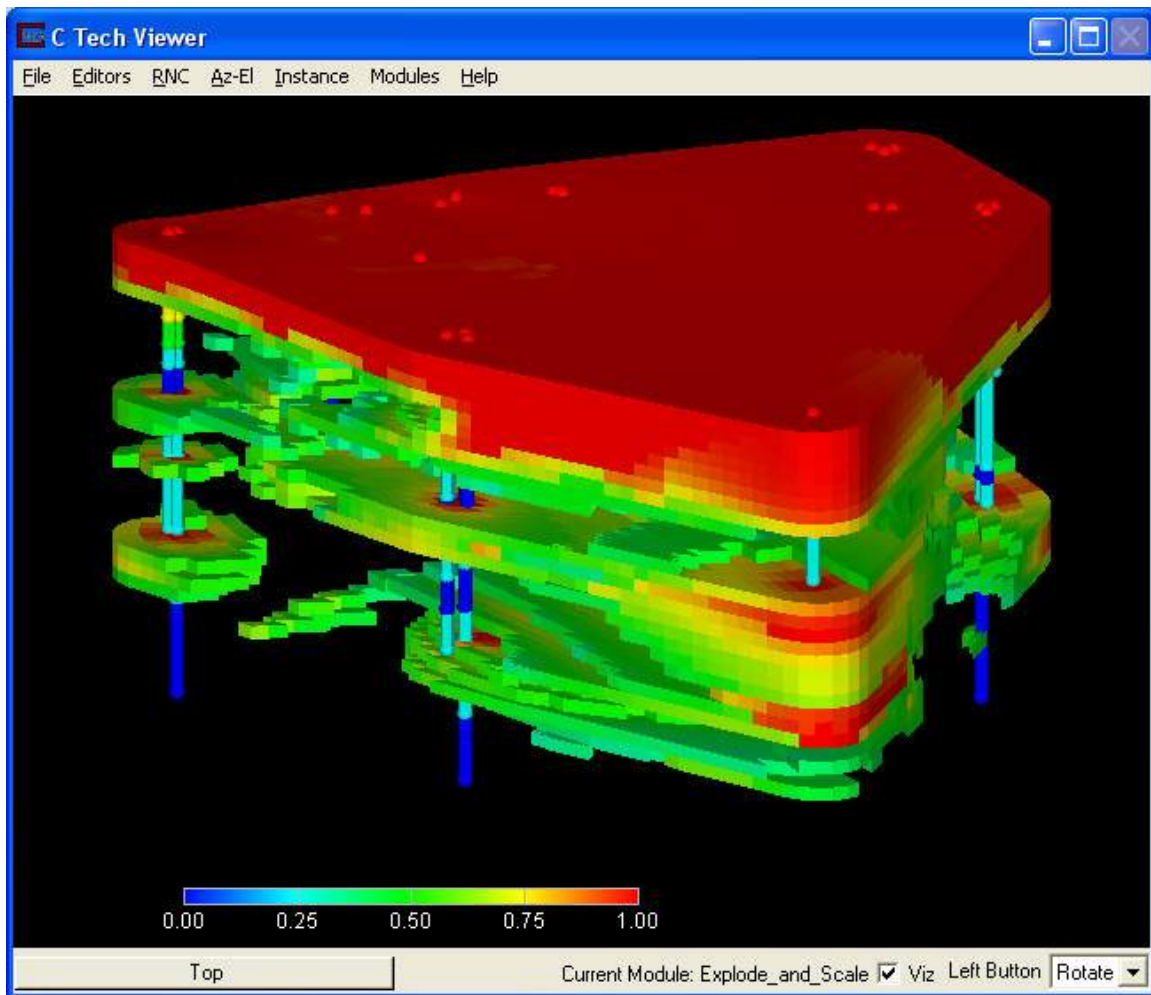 C Tech Viewer
File Editors RNC Az-El Instance Modules Help
0.00 0.25 0.50 0.75 1.00
Top Current Module: Explode_and_Scale Viz Left Button Rotate